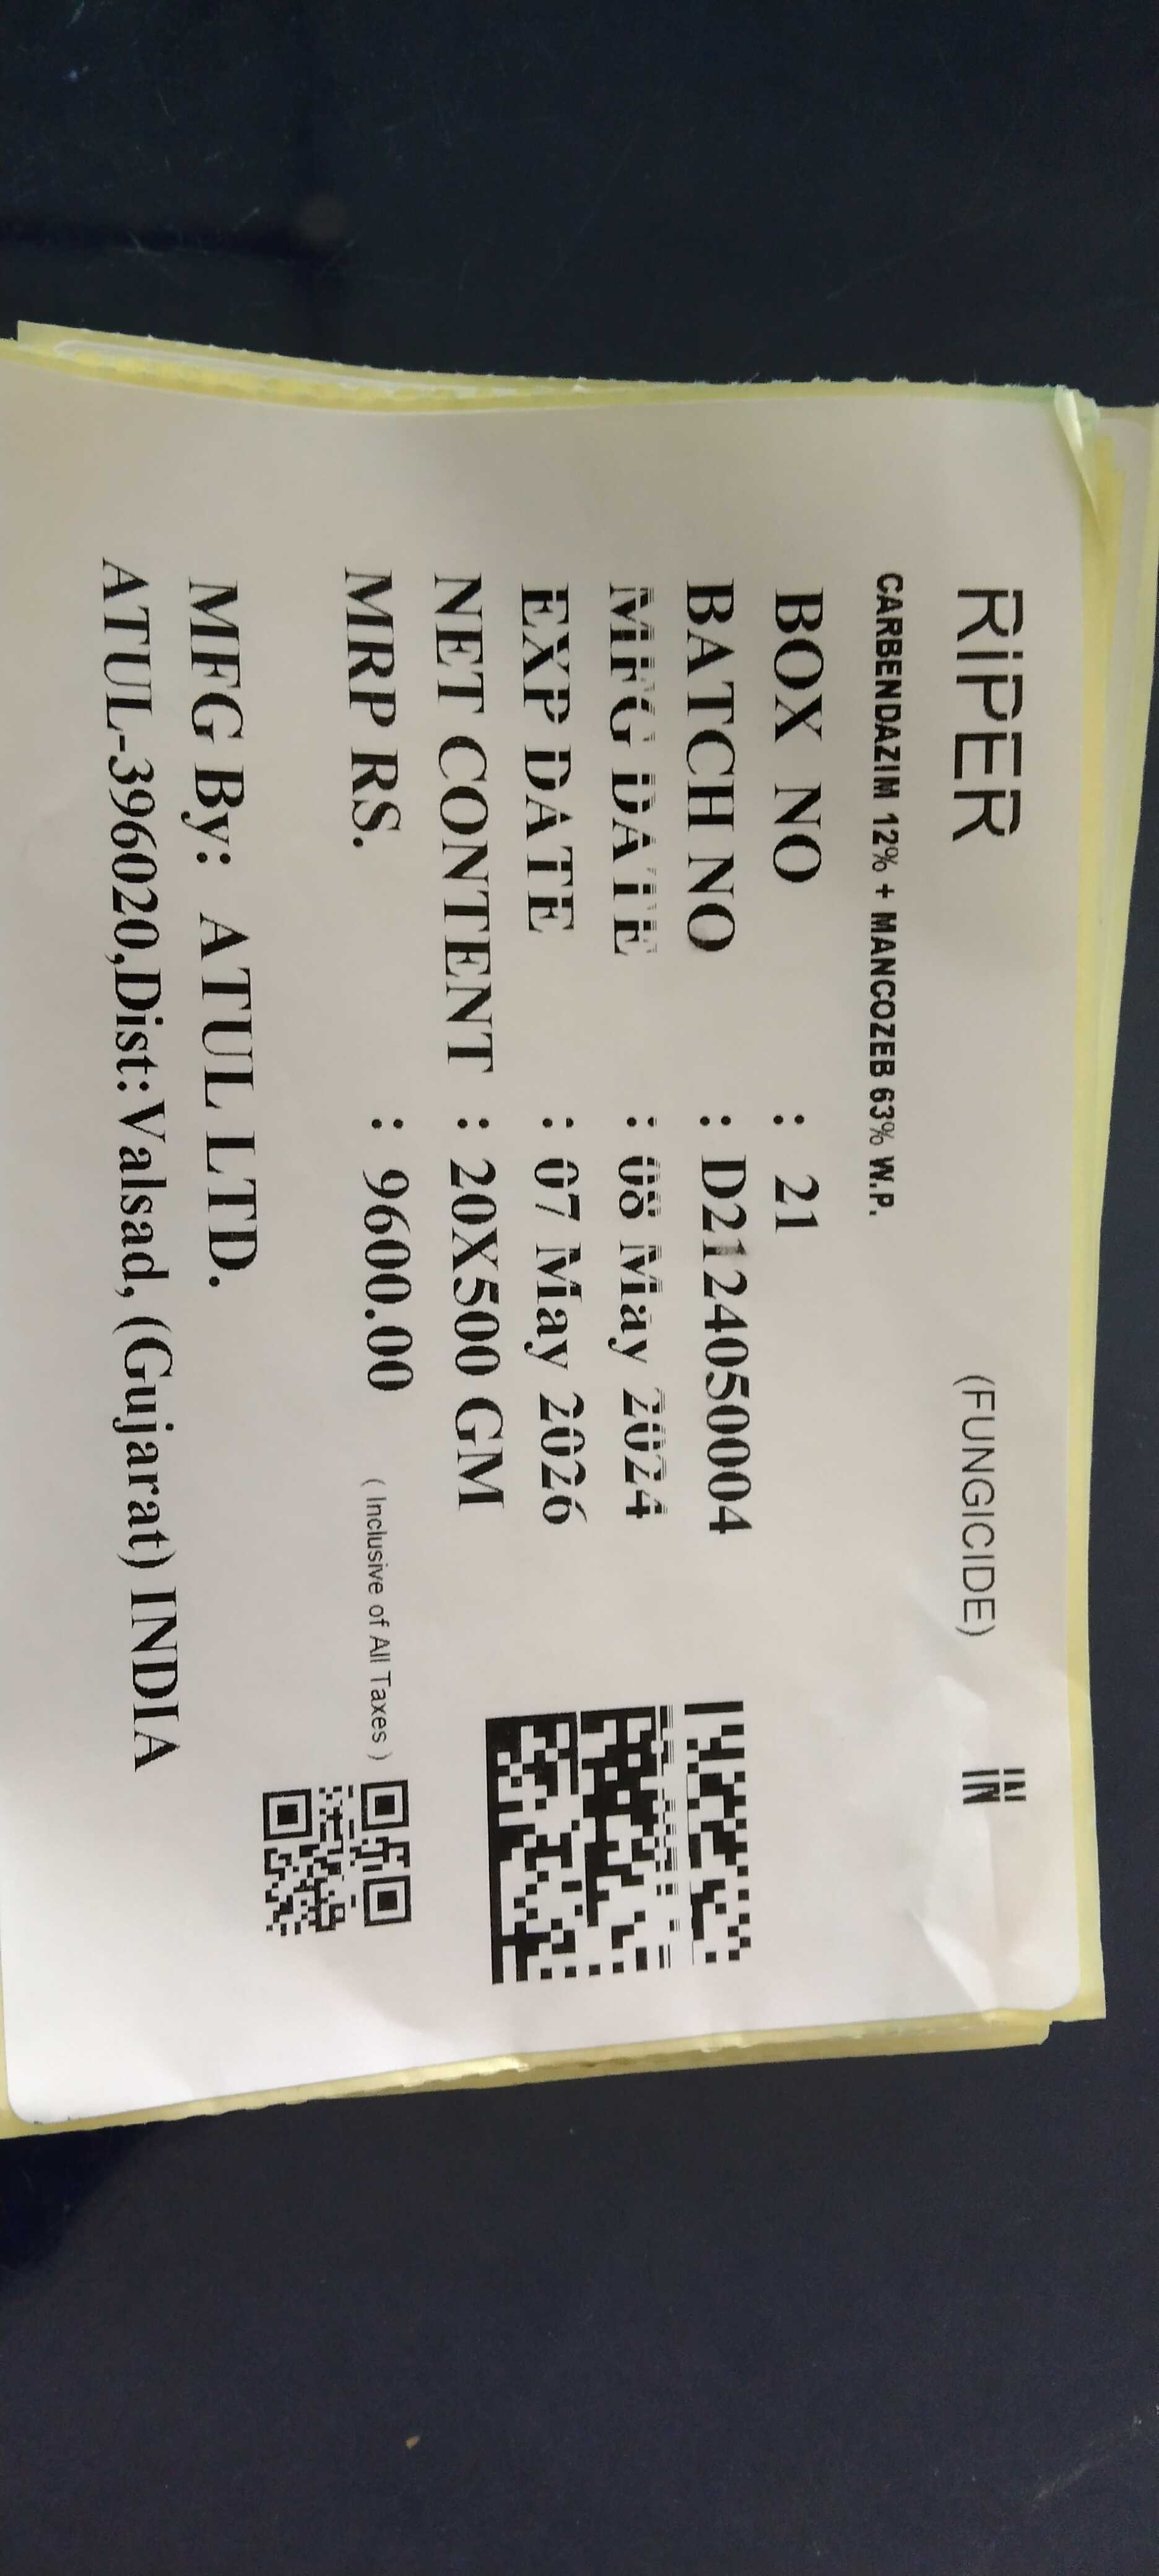 RIPER (FUNGICIDE) IN
CARBENDAZIM 12% + MANCOZEB 63% W.P.
BOX NO : 21
BATCH NO : D2124050004
MFG DATE : 08 May 2024
EXP DATE : 07 May 2026
NET CONTENT : 20X500 GM
MRP RS. : 9600.00 ( Inclusive of All Taxes )
MFG By: ATUL LTD.
ATUL-396020,Dist:Valsad, (Gujarat) INDIA